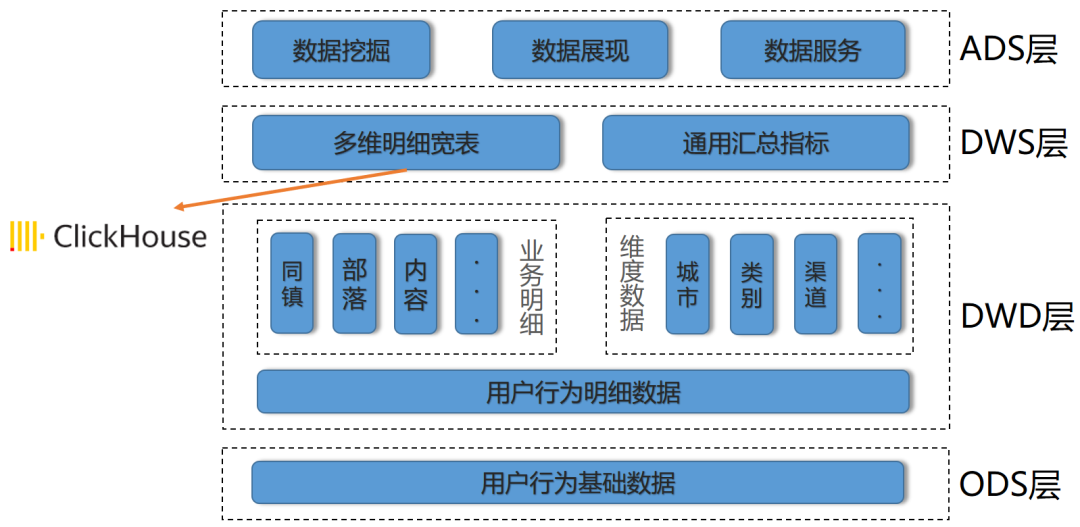 数据挖掘
数据展现
数据服务
ADS层
多维明细宽表
通用汇总指标
DWS层
ClickHouse
同镇
部落
内容
...
业务明细
维度数据
城市
类别
渠道
...
DWD层
用户行为明细数据
用户行为基础数据
ODS层